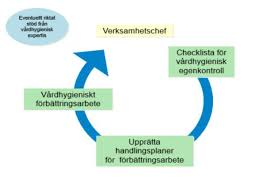 Eventuellt riktat
stöd från
vårdhygienisk
expertis
Verksamhetschef
Checklista för
vårdhygienisk
egenkontroll
Vårdhygieniskt
förbättringsarbete
Upprätta
handlingsplaner
för förbättringsarbete